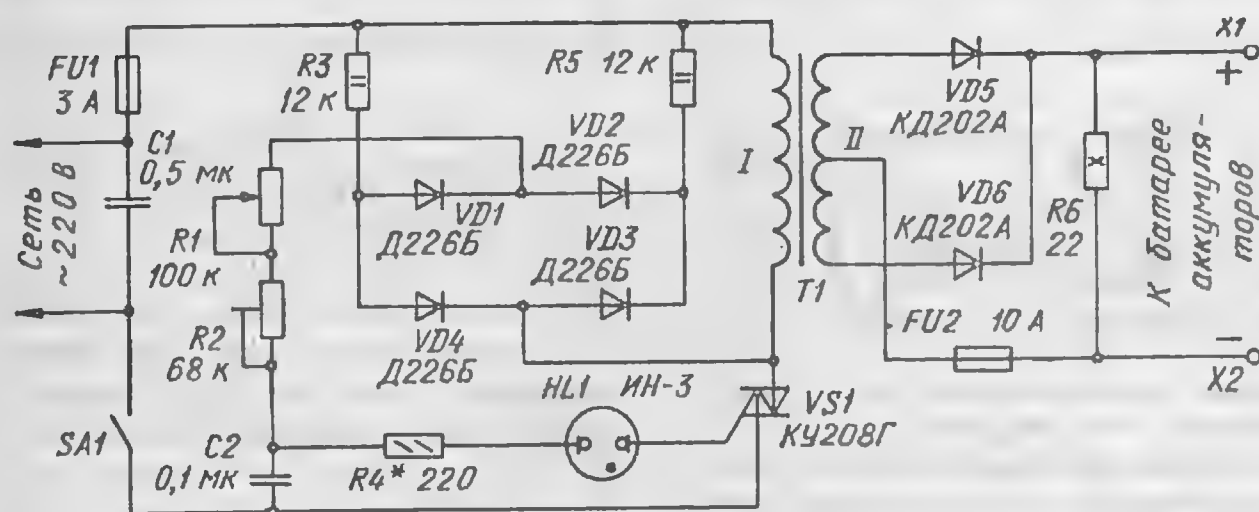 FU1
3 А
C1
0,5 мк
Сеть
~220 В
R1
100 к
R2
68 к
SA1
C2
0,1 мк
R3
12 к
R5 12 к
VD2
Д226Б
VD1
Д226Б
VD3
Д226Б
VD4
Д226Б
R4* 220
HL1 ИН-3
VS1
КУ208Г
I
II
T1
VD5
КД202А
VD6
КД202А
R6
22
FU2 10 А
X1
+
К батарее
аккумуля-
торов
−
X2